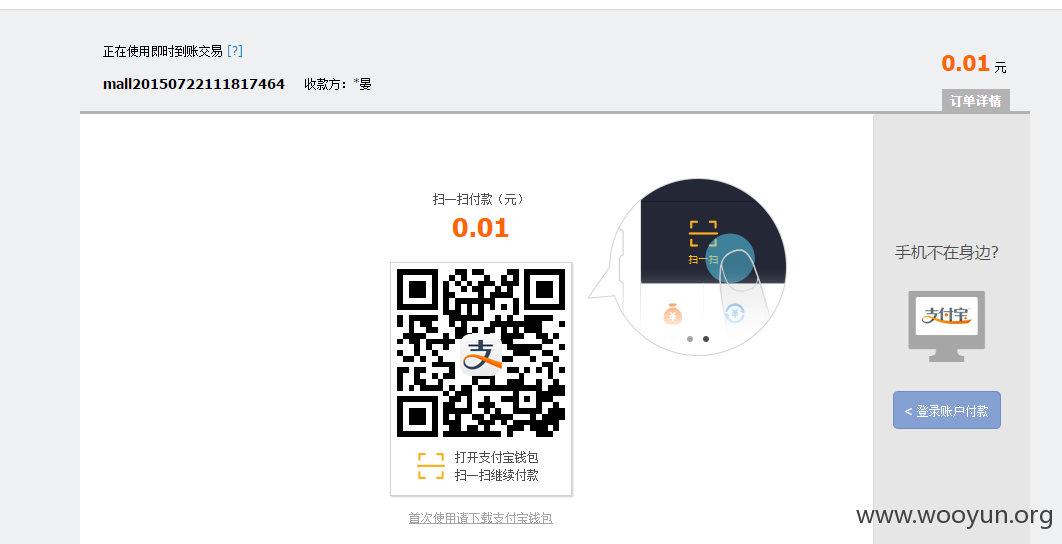 正在使用即时到账交易 [?]
mall20150722111817464 收款方：*晏
0.01 元
订单详情
扫一扫付款（元）
0.01
扫一扫
支
打开支付宝钱包
扫一扫继续付款
首次使用请下载支付宝钱包
手机不在身边?
支付宝
< 登录账户付款
www.wooyun.org